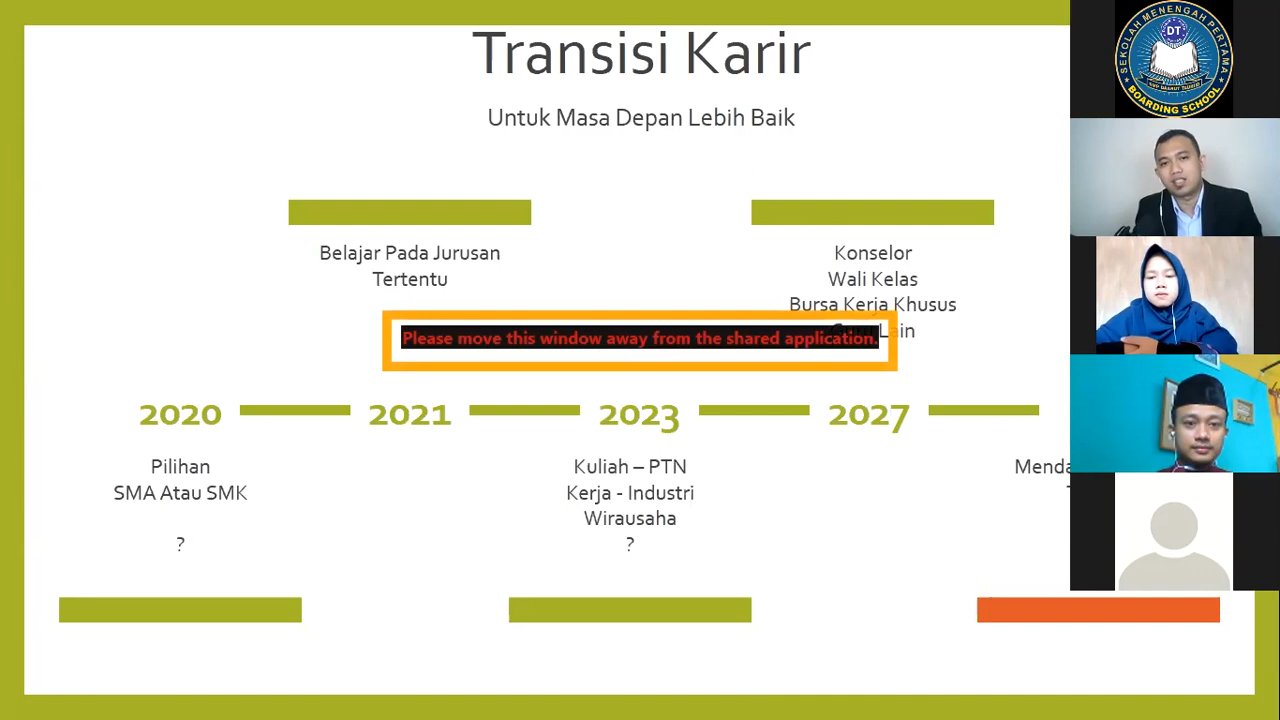 Transisi Karir
Untuk Masa Depan Lebih Baik
Belajar Pada Jurusan
Tertentu
Konselor
Wali Kelas
Bursa Kerja Khusus
Guru Lain
Please move this window away from the shared application.
2020
2021
2023
2027
Pilihan
SMA Atau SMK
?
Kuliah – PTN
Kerja - Industri
Wirausaha
?
SEKOLAH MENENGAH PERTAMA
DT
BOARDING SCHOOL